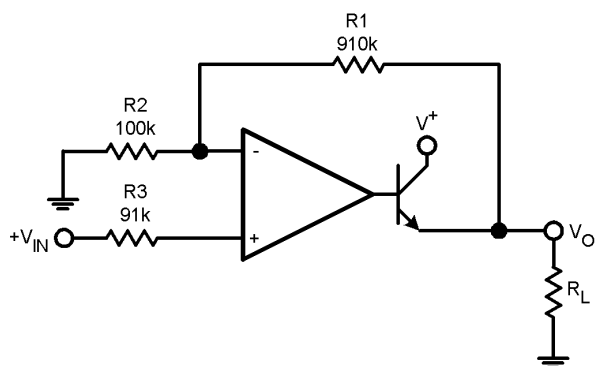 R1
910k
R2
100k
V+
-
R3
91k
+VIN
+
VO
RL